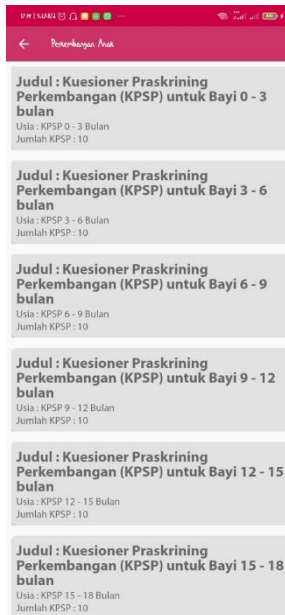 Perkembangan Anak
Judul : Kuesioner Praskrining
Perkembangan (KPSP) untuk Bayi 0 - 3
bulan
Usia : KPSP 0 - 3 Bulan
Jumlah KPSP : 10
Judul : Kuesioner Praskrining
Perkembangan (KPSP) untuk Bayi 3 - 6
bulan
Usia : KPSP 3 - 6 Bulan
Jumlah KPSP : 10
Judul : Kuesioner Praskrining
Perkembangan (KPSP) untuk Bayi 6 - 9
bulan
Usia : KPSP 6 - 9 Bulan
Jumlah KPSP : 10
Judul : Kuesioner Praskrining
Perkembangan (KPSP) untuk Bayi 9 - 12
bulan
Usia : KPSP 9 - 12 Bulan
Jumlah KPSP : 10
Judul : Kuesioner Praskrining
Perkembangan (KPSP) untuk Bayi 12 - 15
bulan
Usia : KPSP 12 - 15 Bulan
Jumlah KPSP : 10
Judul : Kuesioner Praskrining
Perkembangan (KPSP) untuk Bayi 15 - 18
bulan
Usia : KPSP 15 - 18 Bulan
Jumlah KPSP : 10